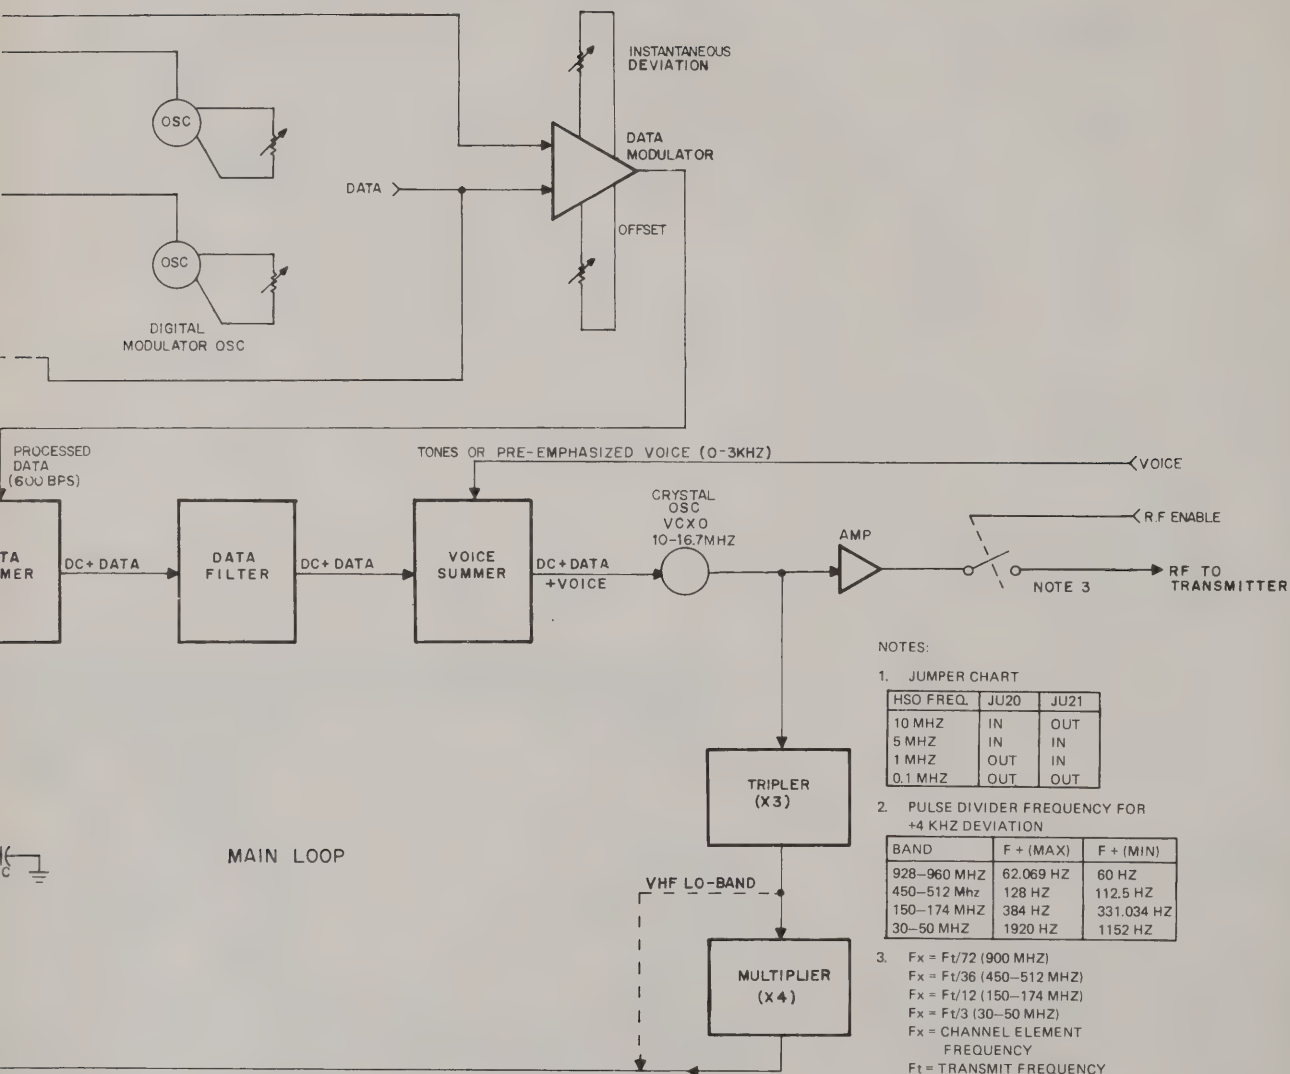 INSTANTANEOUS
DEVIATION
OSC
DATA
MODULATOR
DATA
OFFSET
OSC
DIGITAL
MODULATOR OSC
PROCESSED
DATA
(600 BPS)
TONES OR PRE-EMPHASIZED VOICE (0-3KHZ)
VOICE
CRYSTAL
OSC
VCXO
10-16.7MHZ
R.F ENABLE
AMP
TA
MER
DC+ DATA
DATA
FILTER
DC+ DATA
VOICE
SUMMER
DC+DATA
+VOICE
NOTE 3
RF TO
TRANSMITTER
NOTES:
1. JUMPER CHART
HSO FREQ. JU20 JU21
10 MHZ IN OUT
5 MHZ IN IN
1 MHZ OUT IN
0.1 MHZ OUT OUT
TRIPLER
(X3)
2. PULSE DIVIDER FREQUENCY FOR
+4 KHZ DEVIATION
BAND F + (MAX) F + (MIN)
928–960 MHZ 62.069 HZ 60 HZ
450–512 Mhz 128 HZ 112.5 HZ
150–174 MHZ 384 HZ 331.034 HZ
30–50 MHZ 1920 HZ 1152 HZ
C
MAIN LOOP
VHF LO-BAND
MULTIPLIER
(X4)
3. Fx = Ft/72 (900 MHZ)
Fx = Ft/36 (450–512 MHZ)
Fx = Ft/12 (150–174 MHZ)
Fx = Ft/3 (30–50 MHZ)
Fx = CHANNEL ELEMENT
FREQUENCY
Ft = TRANSMIT FREQUENCY